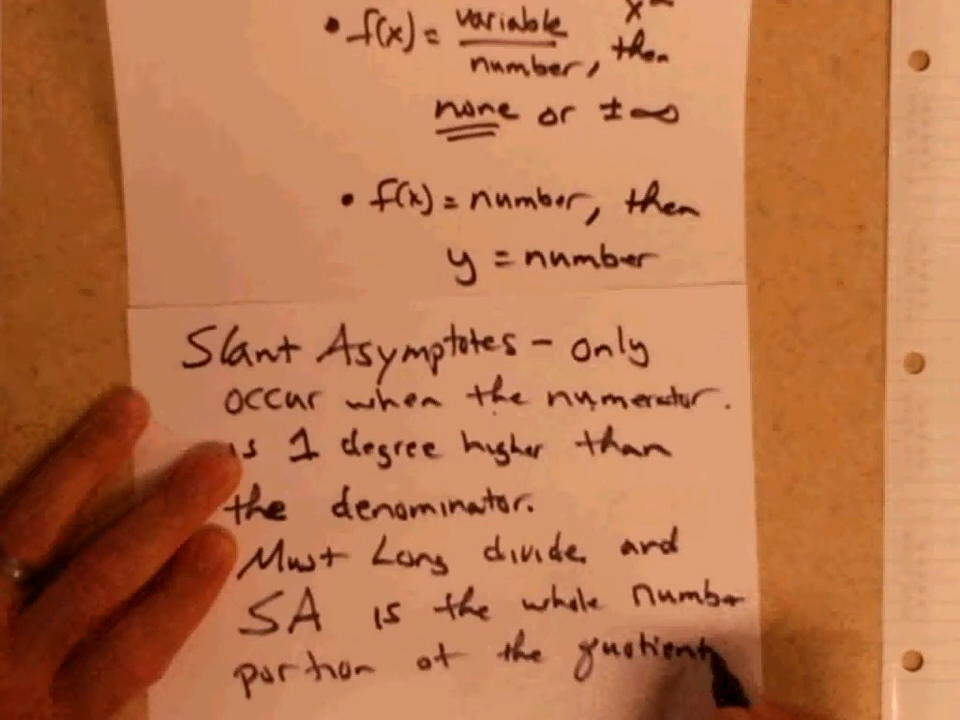 x
• f(x) = variable
number, then
none or ±∞
• f(x) = number, then
y = number
Slant Asymptotes - only
occur when the numerator
is 1 degree higher than
the denominator.
Must Long divide and
SA is the whole number
portion of the quotient